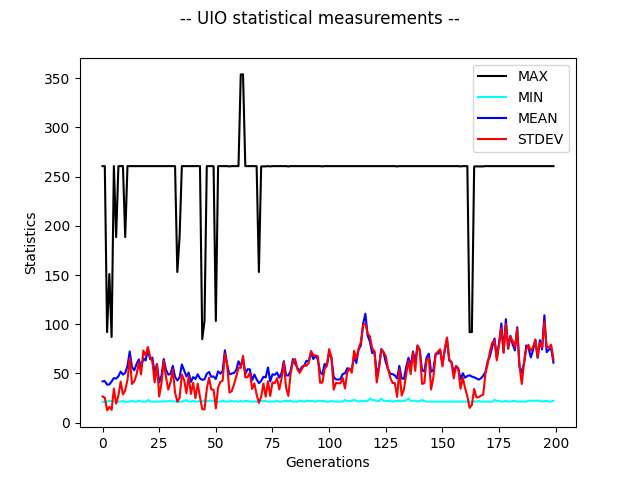 -- UIO statistical measurements --
MAX
MIN
MEAN
STDEV
Statistics
350
300
250
200
150
100
50
0
0 25 50 75 100 125 150 175 200
Generations